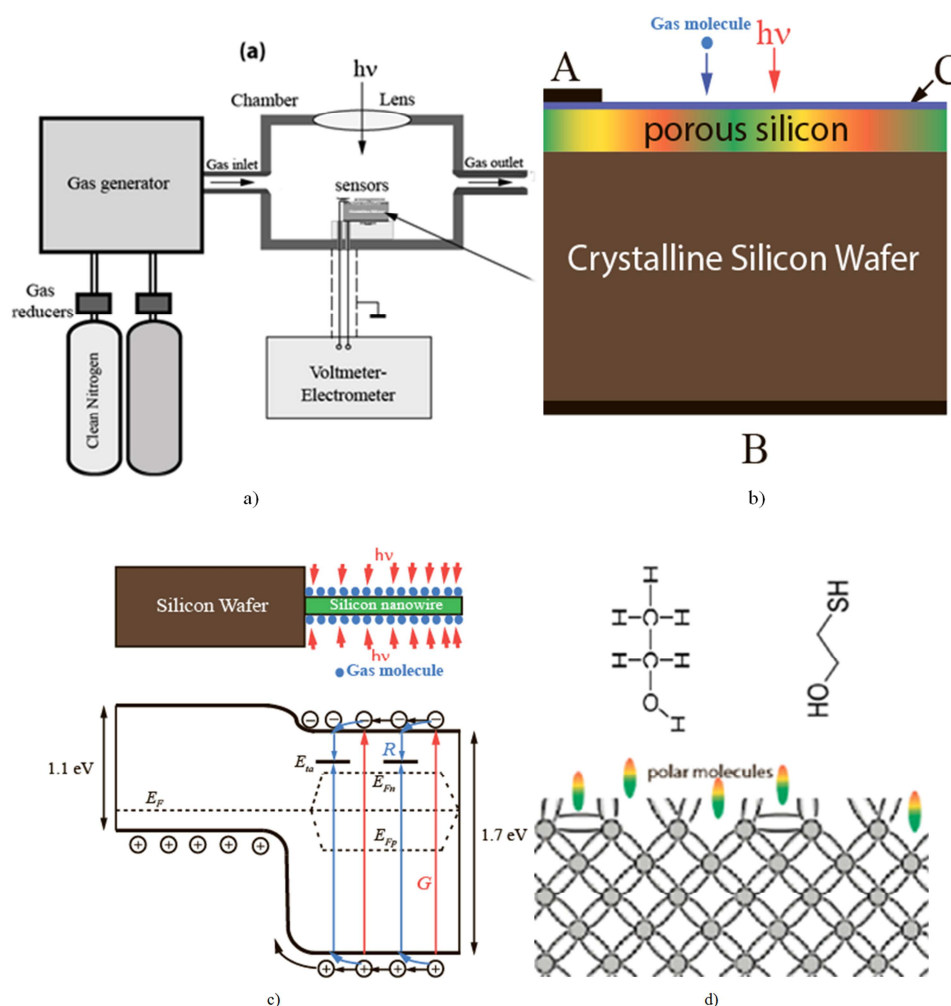 (a)
hν
Chamber
Lens
Gas generator
Gas inlet
Gas outlet
sensors
Gas
reducers
Clean Nitrogen
Voltmeter-
Electrometer
a)
Gas molecule
hν
A
C
porous silicon
Crystalline Silicon Wafer
B
b)
hν
Silicon Wafer
Silicon nanowire
hν
Gas molecule
1.1 eV
E_F
E_ta
R
E_Fn
E_Fp
G
1.7 eV
c)
H
H-C-H
H-C-H
O
H
SH
OH
polar molecules
d)